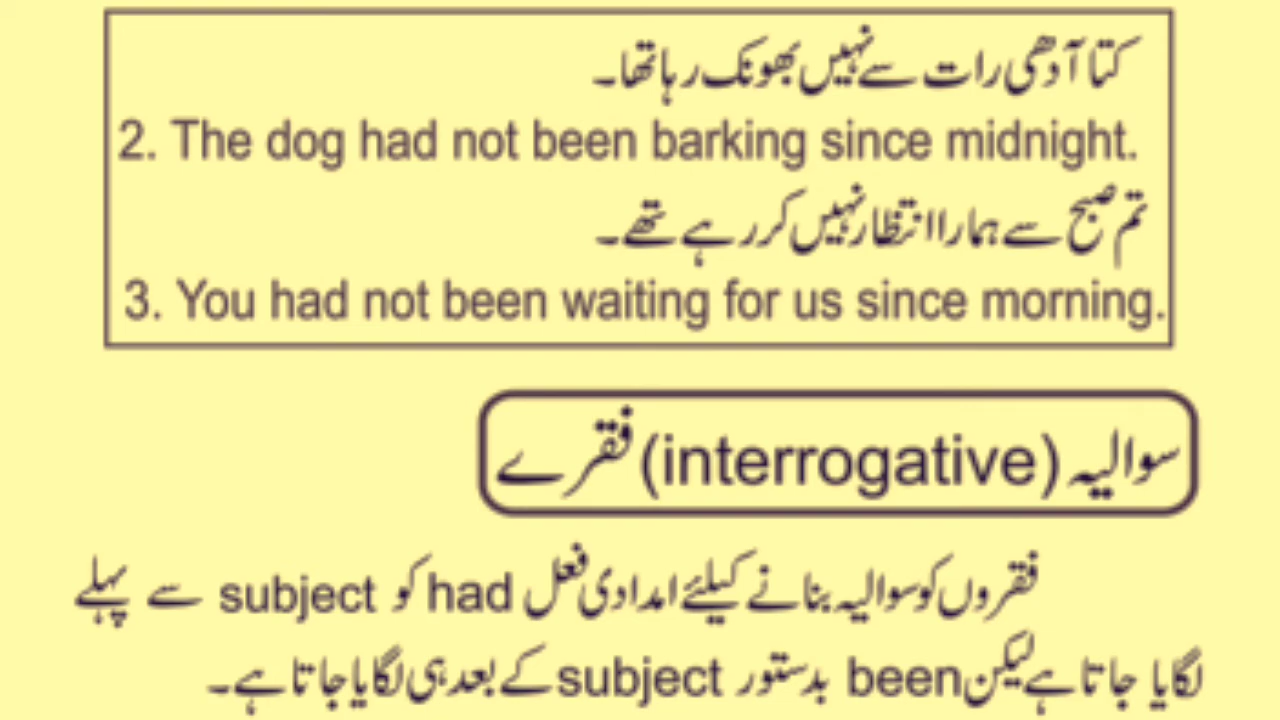 کتا آدھی رات سے نہیں بھونک رہا تھا۔
2. The dog had not been barking since midnight.
تم صبح سے ہمارا انتظار نہیں کر رہے تھے۔
3. You had not been waiting for us since morning.
سوالیہ (interrogative) فقرے
فقروں کو سوالیہ بنانے کیلئے امدادی فعل had کو subject سے پہلے
لگایا جاتا ہے لیکن been بدستور subject کے بعد ہی لگایا جاتا ہے۔